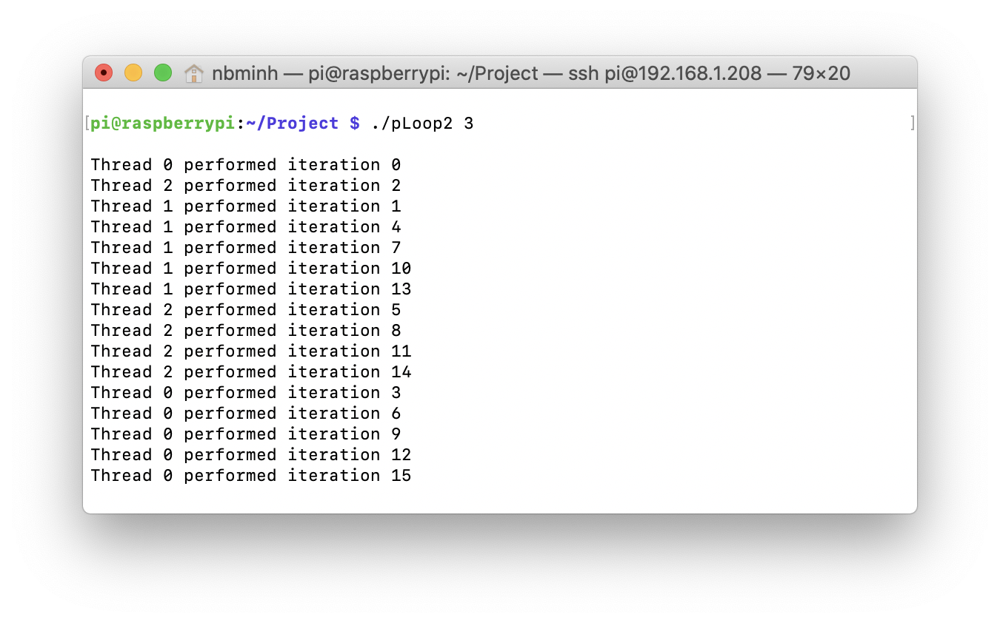 nbminh — pi@raspberrypi: ~/Project — ssh pi@192.168.1.208 — 79×20
[pi@raspberrypi:~/Project $ ./pLoop2 3 ]
Thread 0 performed iteration 0
Thread 2 performed iteration 2
Thread 1 performed iteration 1
Thread 1 performed iteration 4
Thread 1 performed iteration 7
Thread 1 performed iteration 10
Thread 1 performed iteration 13
Thread 2 performed iteration 5
Thread 2 performed iteration 8
Thread 2 performed iteration 11
Thread 2 performed iteration 14
Thread 0 performed iteration 3
Thread 0 performed iteration 6
Thread 0 performed iteration 9
Thread 0 performed iteration 12
Thread 0 performed iteration 15